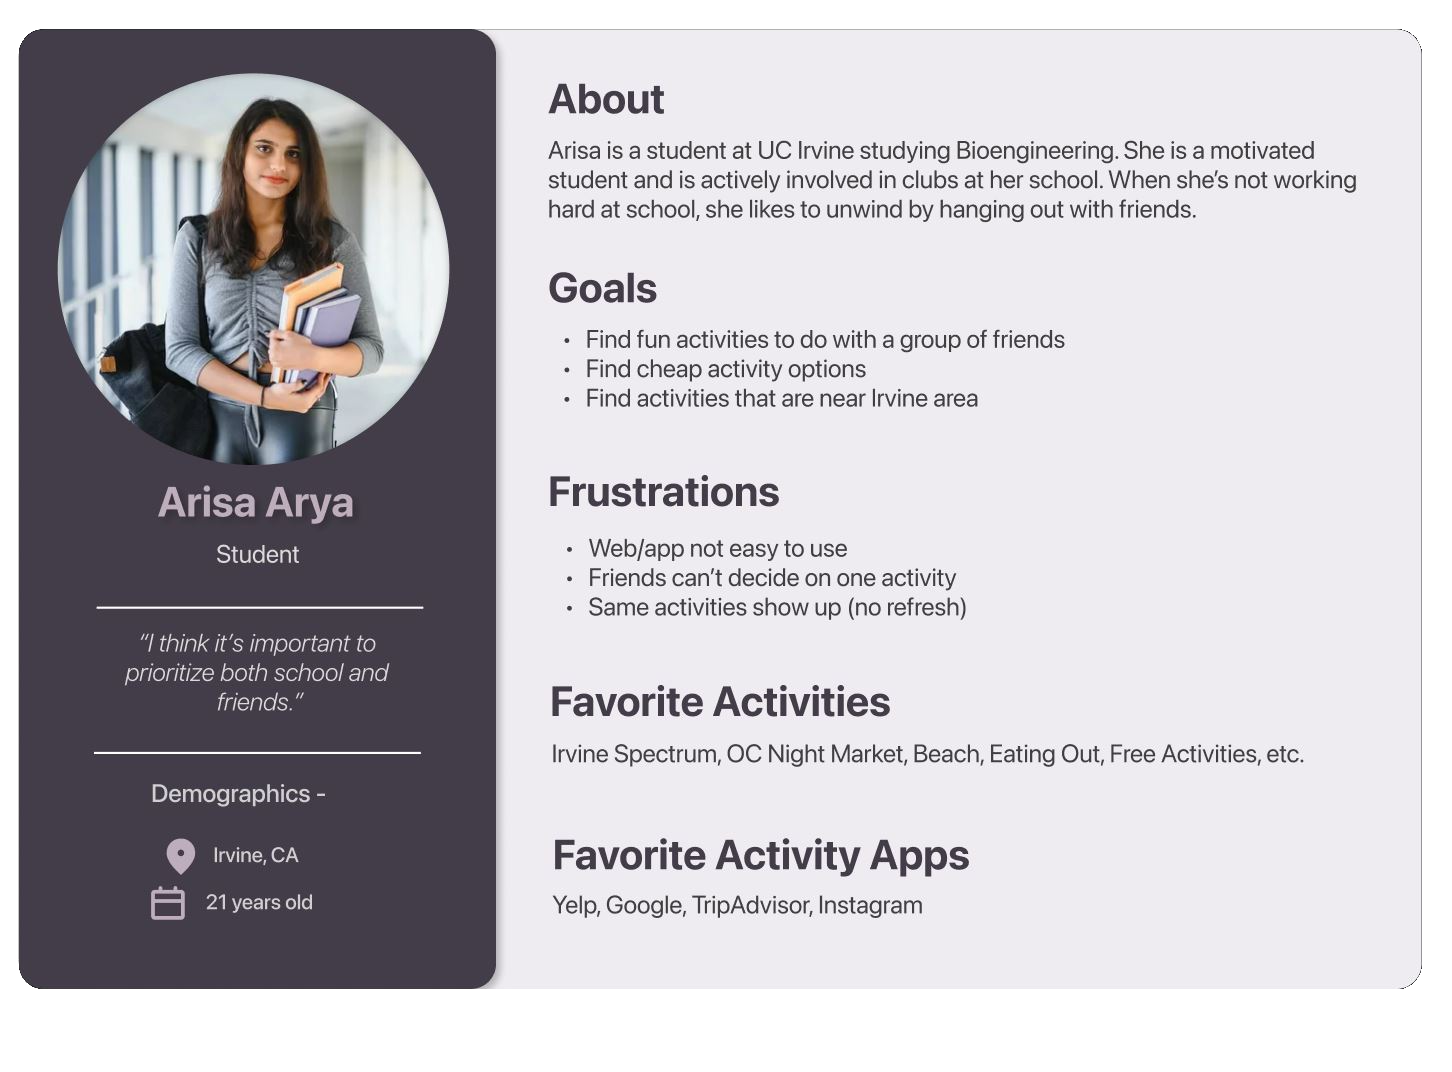 Arisa Arya
Student
“I think it’s important to
prioritize both school and
friends.”
Demographics -
Irvine, CA
21 years old
About
Arisa is a student at UC Irvine studying Bioengineering. She is a motivated
student and is actively involved in clubs at her school. When she’s not working
hard at school, she likes to unwind by hanging out with friends.
Goals
• Find fun activities to do with a group of friends
• Find cheap activity options
• Find activities that are near Irvine area
Frustrations
• Web/app not easy to use
• Friends can’t decide on one activity
• Same activities show up (no refresh)
Favorite Activities
Irvine Spectrum, OC Night Market, Beach, Eating Out, Free Activities, etc.
Favorite Activity Apps
Yelp, Google, TripAdvisor, Instagram